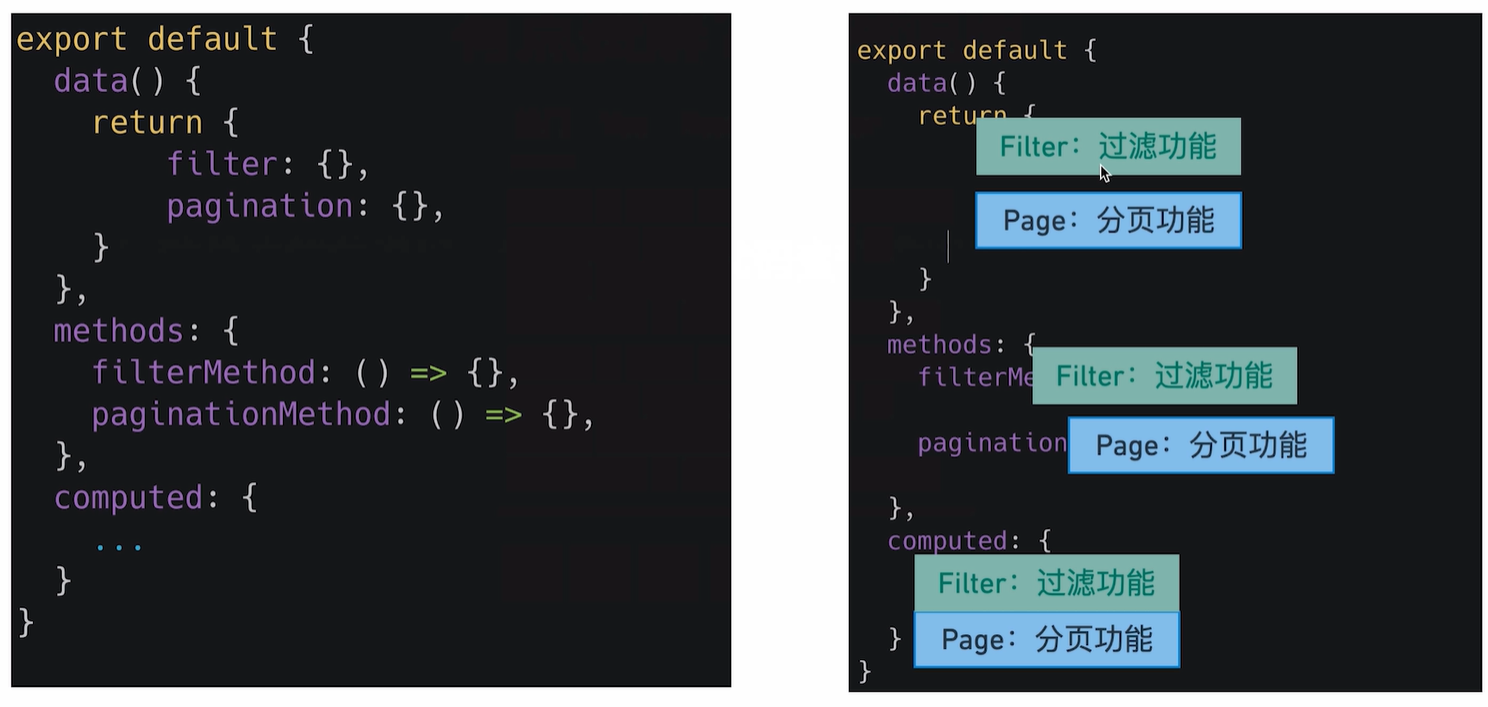 export default {
data() {
return {
filter: {},
pagination: {},
}
},
methods: {
filterMethod: () => {},
paginationMethod: () => {},
},
computed: {
...
}
}
export default {
data() {
return {
Filter: 过滤功能
Page: 分页功能
}
},
methods: {
filterMe
Filter: 过滤功能
pagination
Page: 分页功能
},
computed: {
Filter: 过滤功能
} Page: 分页功能
}